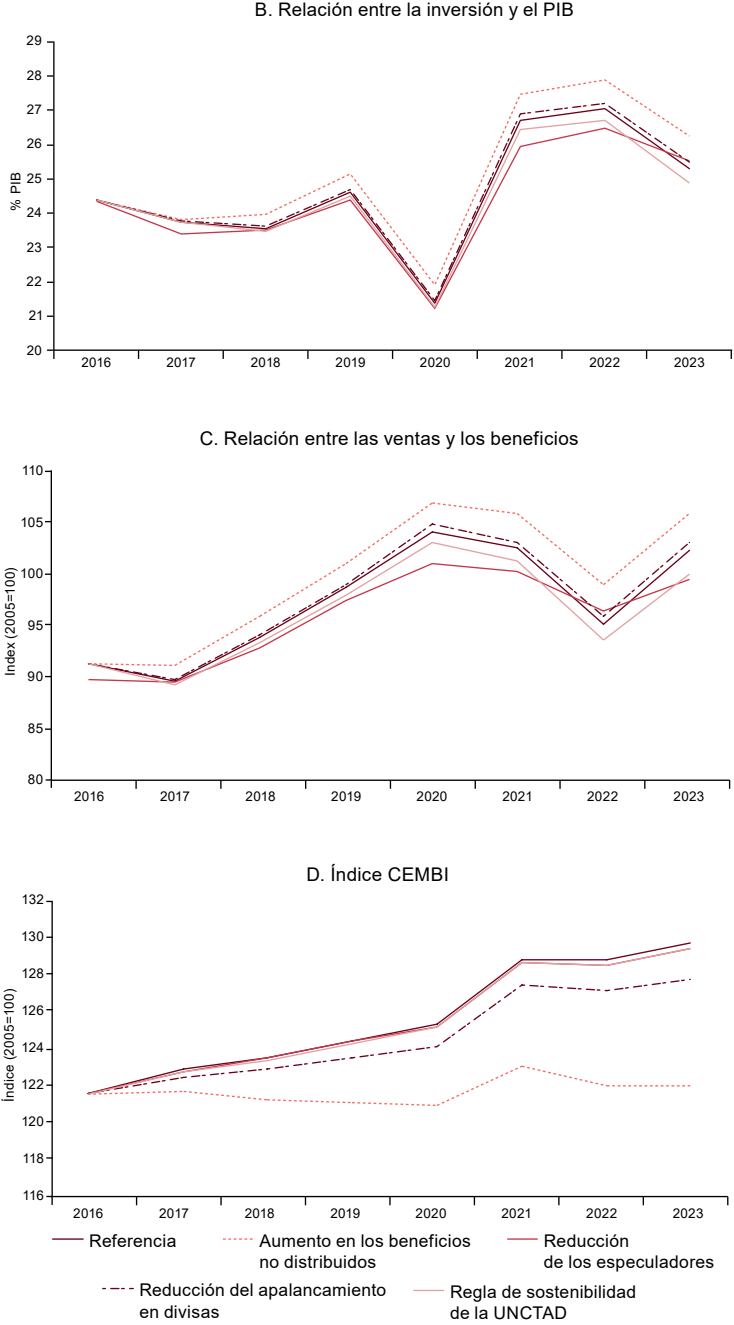 B. Relación entre la inversión y el PIB
% PIB
29
28
27
26
25
24
23
22
21
20
2016 2017 2018 2019 2020 2021 2022 2023
C. Relación entre las ventas y los beneficios
Index (2005=100)
110
105
100
95
90
85
80
2016 2017 2018 2019 2020 2021 2022 2023
D. Índice CEMBI
Índice (2005=100)
132
130
128
126
124
122
120
118
116
2016 2017 2018 2019 2020 2021 2022 2023
Referencia
Aumento en los beneficios
no distribuidos
Reducción
de los especuladores
Reducción del apalancamiento
en divisas
Regla de sostenibilidad
de la UNCTAD